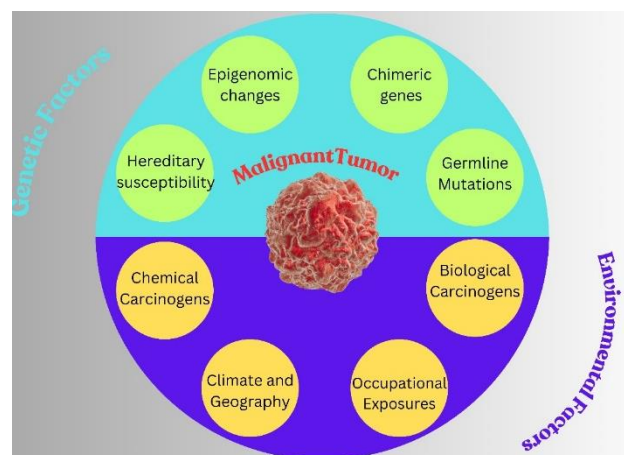 Genetic Factors
Epigenomic
changes
Chimeric
genes
Hereditary
susceptibility
MalignantTumor
Germline
Mutations
Chemical
Carcinogens
Biological
Carcinogens
Climate and
Geography
Occupational
Exposures
Environmental Factors